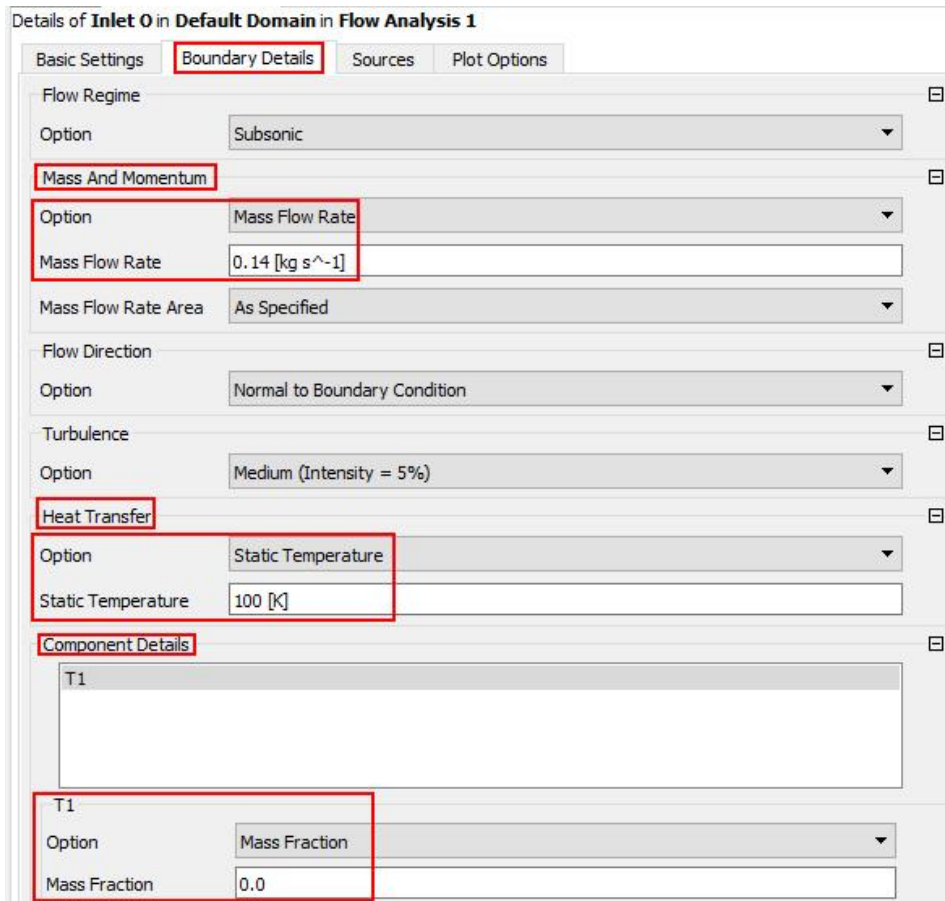 Details of Inlet O in Default Domain in Flow Analysis 1
Basic Settings Boundary Details Sources Plot Options
Flow Regime
Option Subsonic
Mass And Momentum
Option Mass Flow Rate
Mass Flow Rate 0.14 [kg s^-1]
Mass Flow Rate Area As Specified
Flow Direction
Option Normal to Boundary Condition
Turbulence
Option Medium (Intensity = 5%)
Heat Transfer
Option Static Temperature
Static Temperature 100 [K]
Component Details
T1
T1
Option Mass Fraction
Mass Fraction 0.0